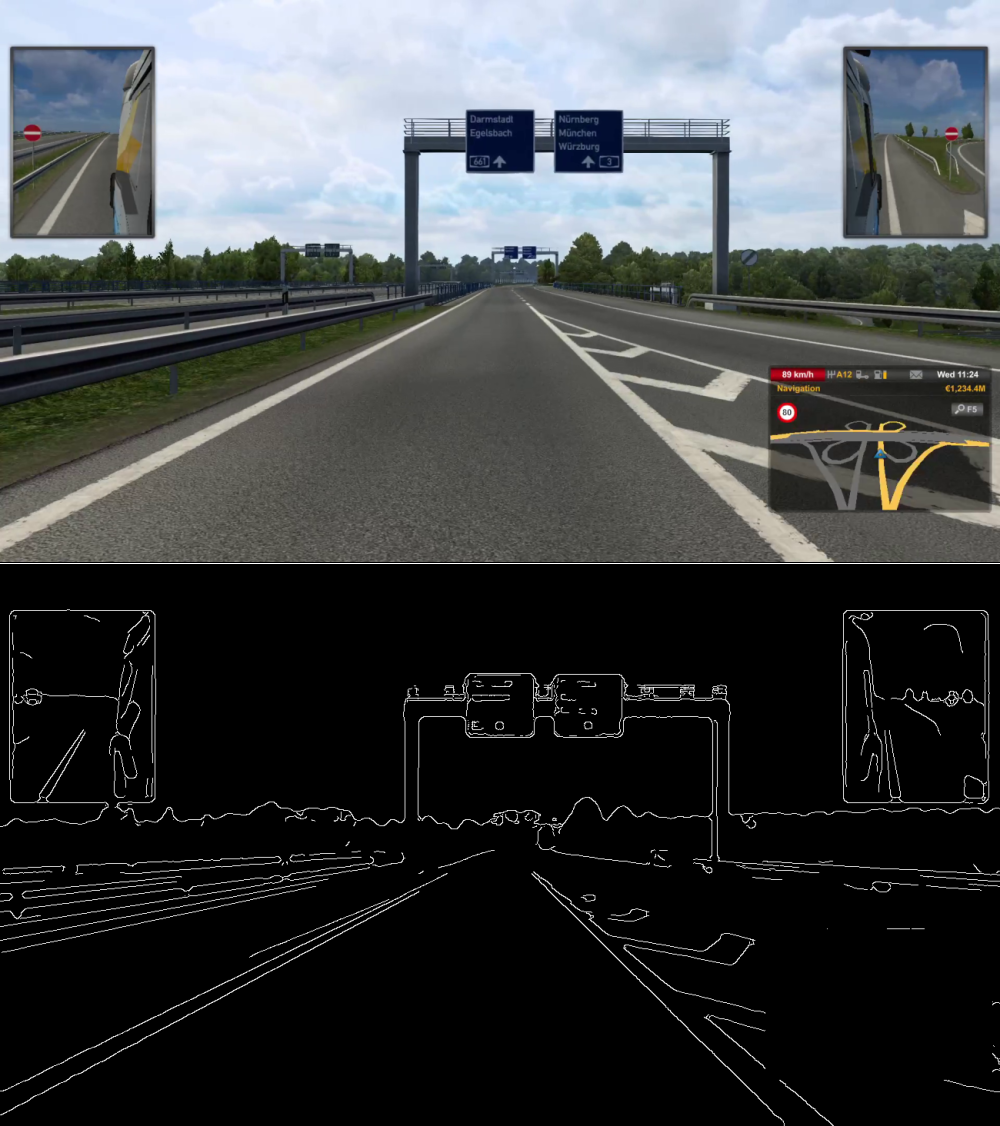 Darmstadt
Egelsbach
661
Nürnberg
München
Würzburg
3
89 km/h
A12
Wed 11:24
Navigation
€1,234.4M
80
F5